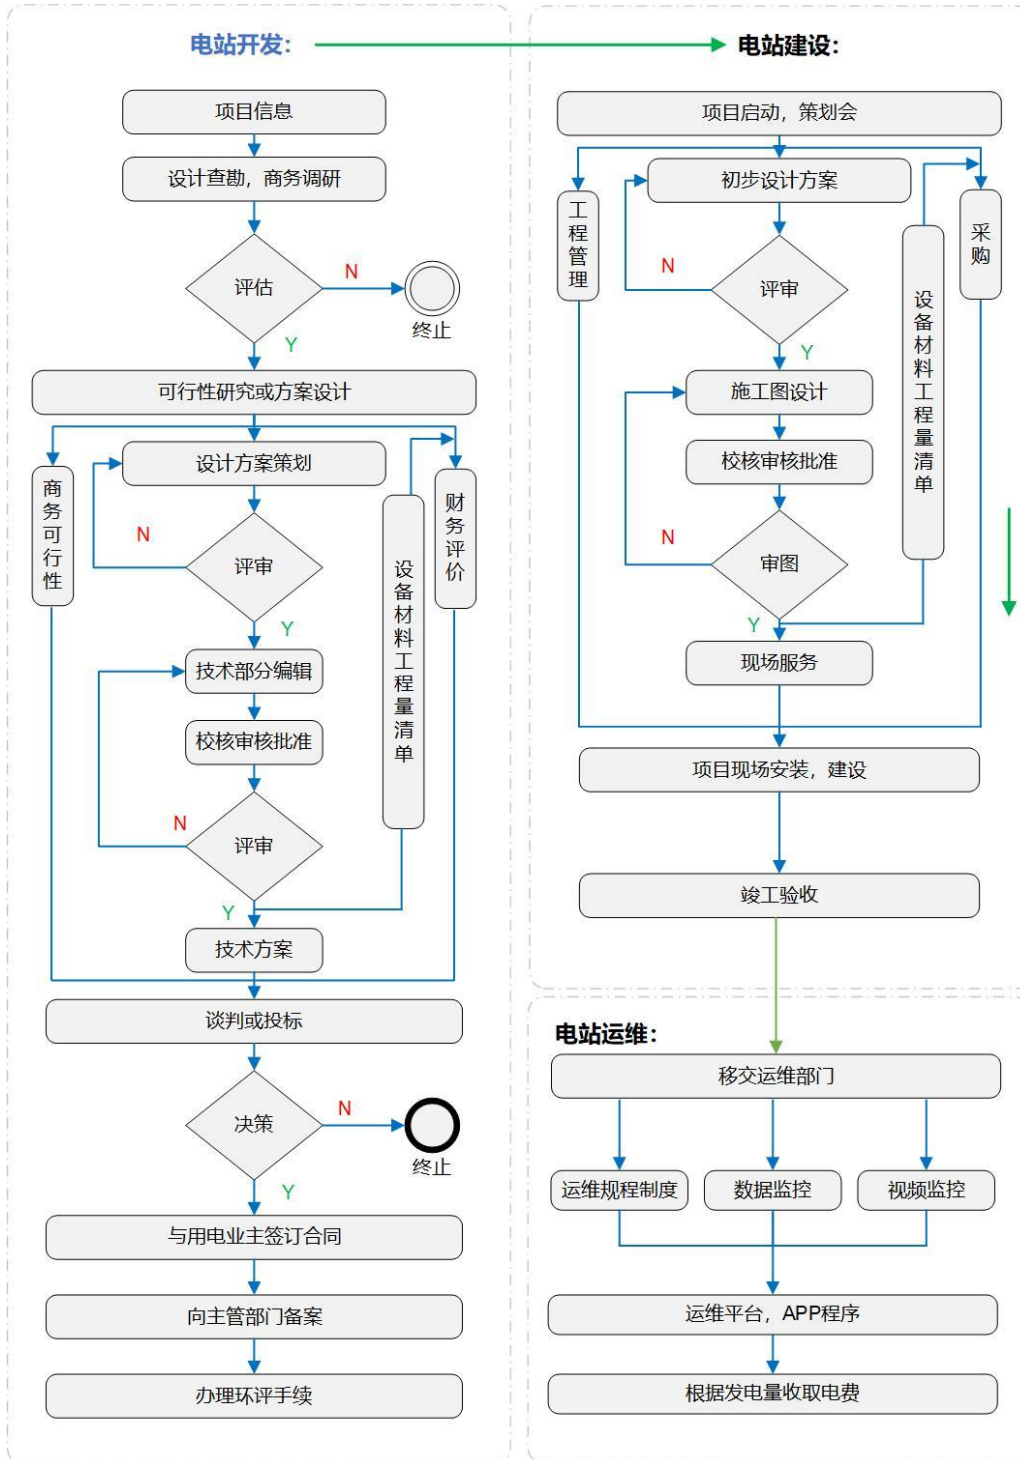 电站开发：
项目信息
设计查勘，商务调研
评估
N
终止
Y
可行性研究或方案设计
商务可行性
设计方案策划
N
评审
Y
设备材料工程量清单
财务评价
技术部分编辑
校核审核批准
N
评审
Y
技术方案
谈判或投标
决策
N
终止
Y
与用电业主签订合同
向主管部门备案
办理环评手续
电站建设：
项目启动，策划会
工程管理
初步设计方案
N
评审
Y
设备材料工程量清单
采购
施工图设计
校核审核批准
N
审图
Y
现场服务
项目现场安装，建设
竣工验收
电站运维：
移交运维部门
运维规程制度
数据监控
视频监控
运维平台，APP程序
根据发电量收取电费